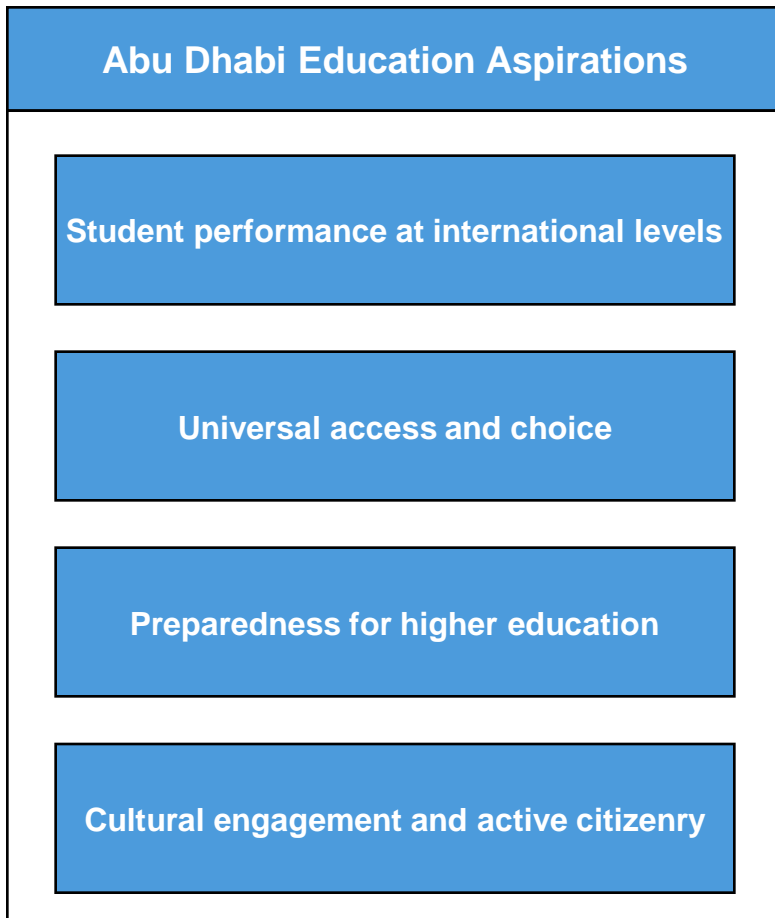 Abu Dhabi Education Aspirations
Student performance at international levels
Universal access and choice
Preparedness for higher education
Cultural engagement and active citizenry